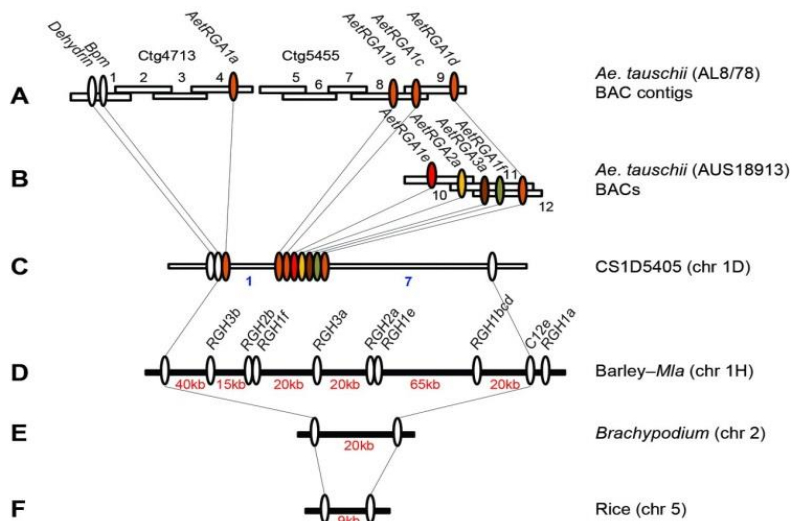 Dehydrin
Bpm
Ctg4713
AetRGA1a
Ctg5455
AetRGA1b
AetRGA1c
AetRGA1d
1 2 3 4 5 6 7 8 9
A
Ae. tauschii (AL8/78)
BAC contigs
AetRGA1e
AetRGA2a
AetRGA3a
AetRGA1f
B
10 11 12
Ae. tauschii (AUS18913)
BACs
C
1 7
CS1D5405 (chr 1D)
RGH3b
RGH2b
RGH1f
RGH3a
RGH2a
RGH1e
RGH1bcd
C12e
RGH1a
D
40kb 15kb 20kb 20kb 65kb 20kb
Barley–Mla (chr 1H)
E
20kb
Brachypodium (chr 2)
F
9kb
Rice (chr 5)